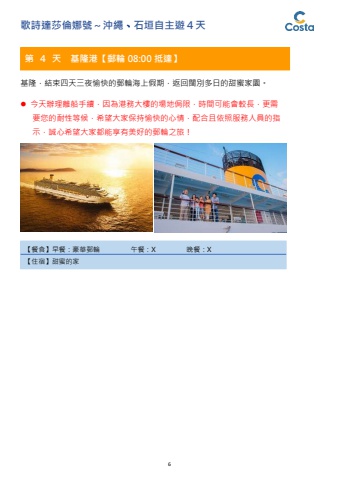 歌詩達莎倫娜號～沖繩、石垣自主遊４天
Costa
第 4 天 基隆港【郵輪 08:00 抵達】
基隆，結束四天三夜愉快的郵輪海上假期，返回闊別多日的甜蜜家園。
● 今天辦理離船手續，因為港務大樓的場地侷限，時間可能會較長，更需
要您的耐性等候，希望大家保持愉快的心情，配合且依照服務人員的指
示，誠心希望大家都能享有美好的郵輪之旅！
【餐食】早餐：豪華郵輪 午餐：X 晚餐：X
【住宿】甜蜜的家
6